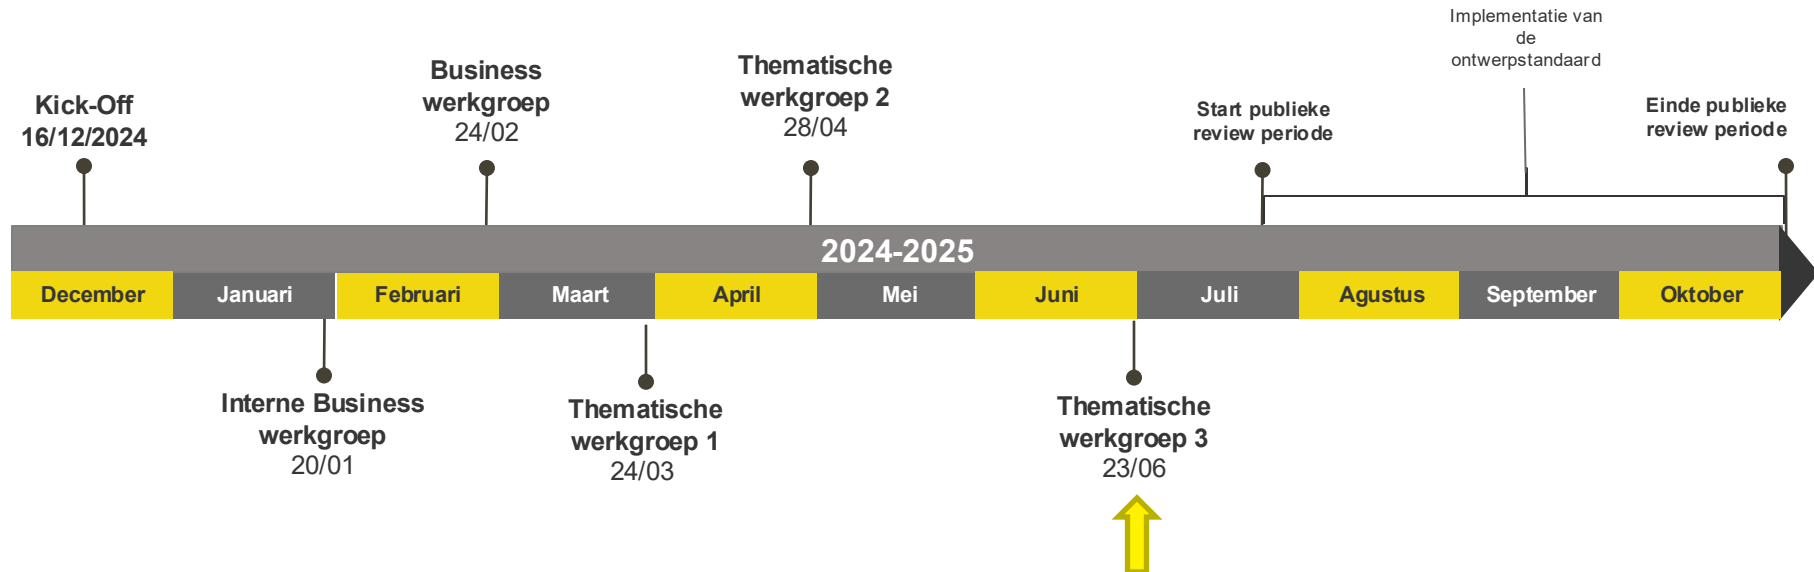 Implementatie van
de
ontwerpstandaard
Kick-Off
16/12/2024
Business
werkgroep
24/02
Thematische
werkgroep 2
28/04
Start publieke
review periode
Einde publieke
review periode
2024-2025
December
Januari
Februari
Maart
April
Mei
Juni
Juli
Agustus
September
Oktober
Interne Business
werkgroep
20/01
Thematische
werkgroep 1
24/03
Thematische
werkgroep 3
23/06